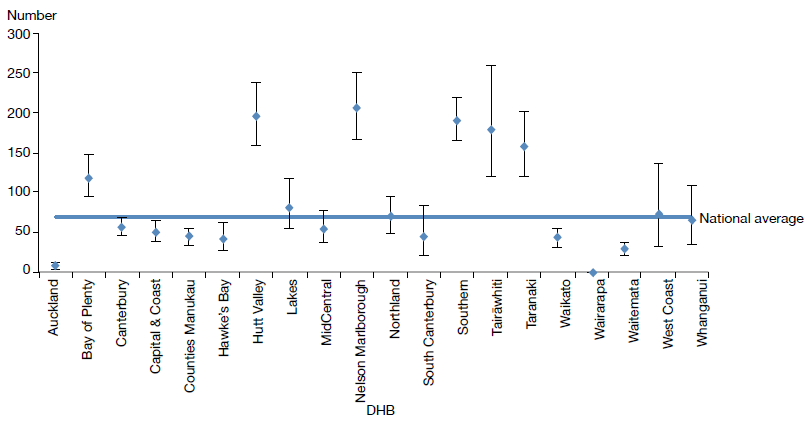 Number
300
250
200
150
100
50
0
National average
Auckland
Bay of Plenty
Canterbury
Capital & Coast
Counties Manukau
Hawke's Bay
Hutt Valley
Lakes
MidCentral
Nelson Marlborough
Northland
South Canterbury
Southern
Tairāwhiti
Taranaki
Waikato
Wairarapa
Waitemata
West Coast
Whanganui
DHB